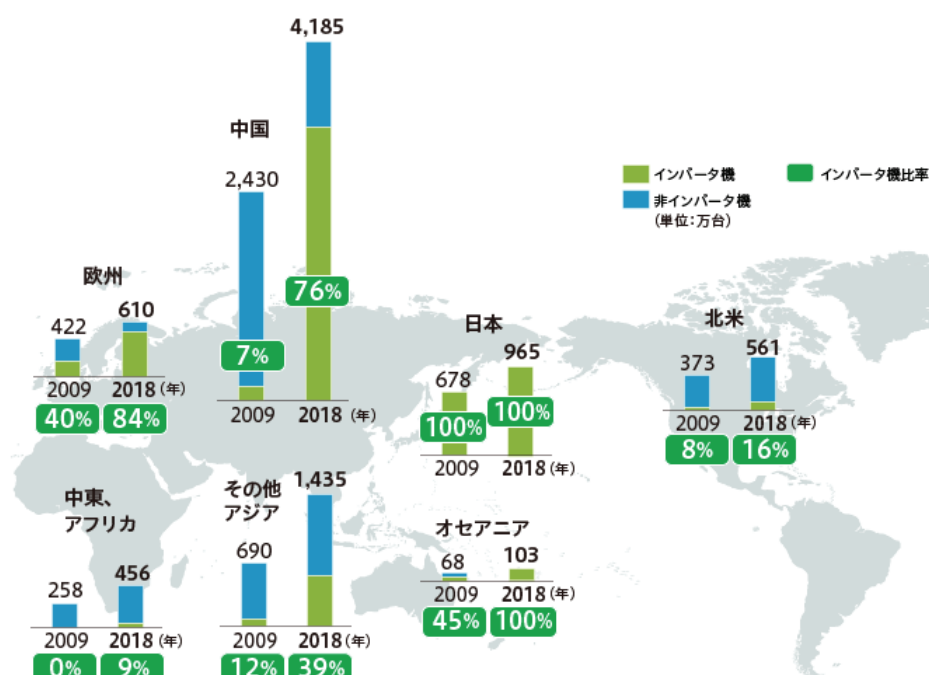 中国
4,185
2,430
76%
7%
2009
2018 (年)
インバータ機
インバータ機比率
非インバータ機
(単位:万台)
欧州
422
610
2009
2018 (年)
40%
84%
日本
678
965
100%
100%
2009
2018 (年)
北米
373
561
2009
2018 (年)
8%
16%
中東、
アフリカ
258
456
2009
2018 (年)
0%
9%
その他
アジア
690
1,435
2009
2018 (年)
12%
39%
オセアニア
68
103
2009
2018 (年)
45%
100%